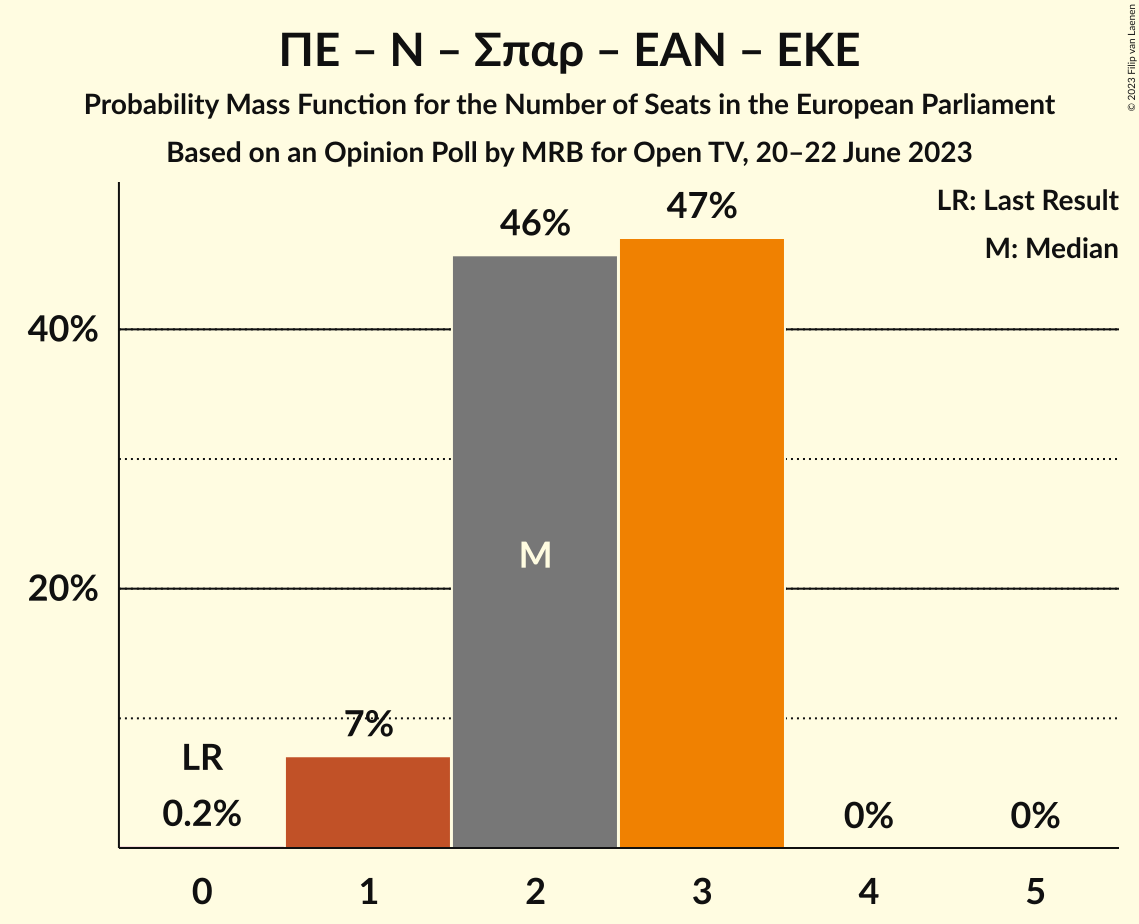 ΠΕ – Ν – Σπαρ – ΕΑΝ – ΕΚΕ
Probability Mass Function for the Number of Seats in the European Parliament
Based on an Opinion Poll by MRB for Open TV, 20–22 June 2023
© 2023 Filip van Laenen
LR: Last Result
M: Median
46%
47%
40%
M
20%
7%
LR
0.2%
0%
0%
0
1
2
3
4
5